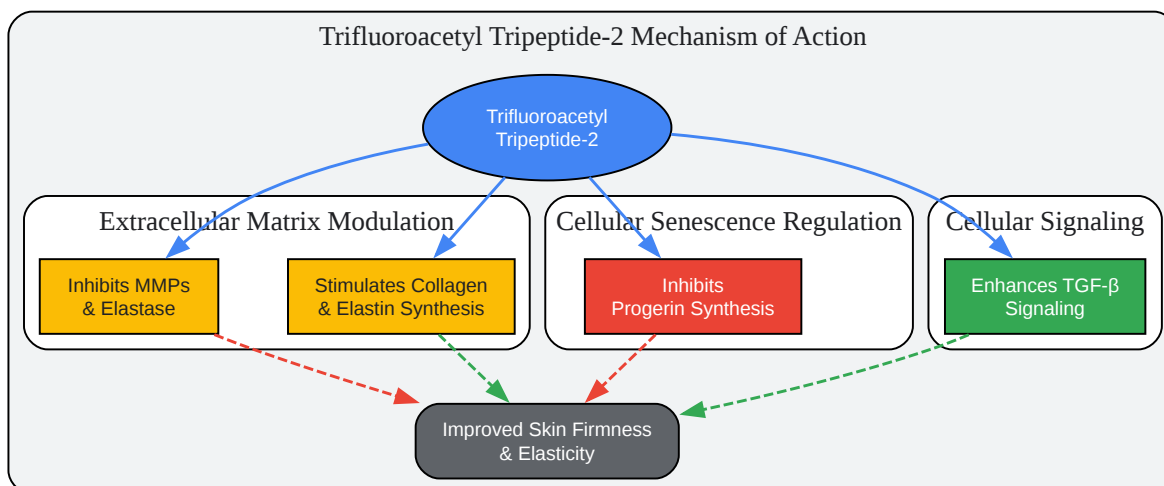 Trifluoroacetyl Tripeptide-2 Mechanism of Action
Trifluoroacetyl
Tripeptide-2
Extracellular Matrix Modulation
Cellular Senescence Regulation
Cellular Signaling
Inhibits MMPs
& Elastase
Stimulates Collagen
& Elastin Synthesis
Inhibits
Progerin Synthesis
Enhances TGF-β
Signaling
Improved Skin Firmness
& Elasticity